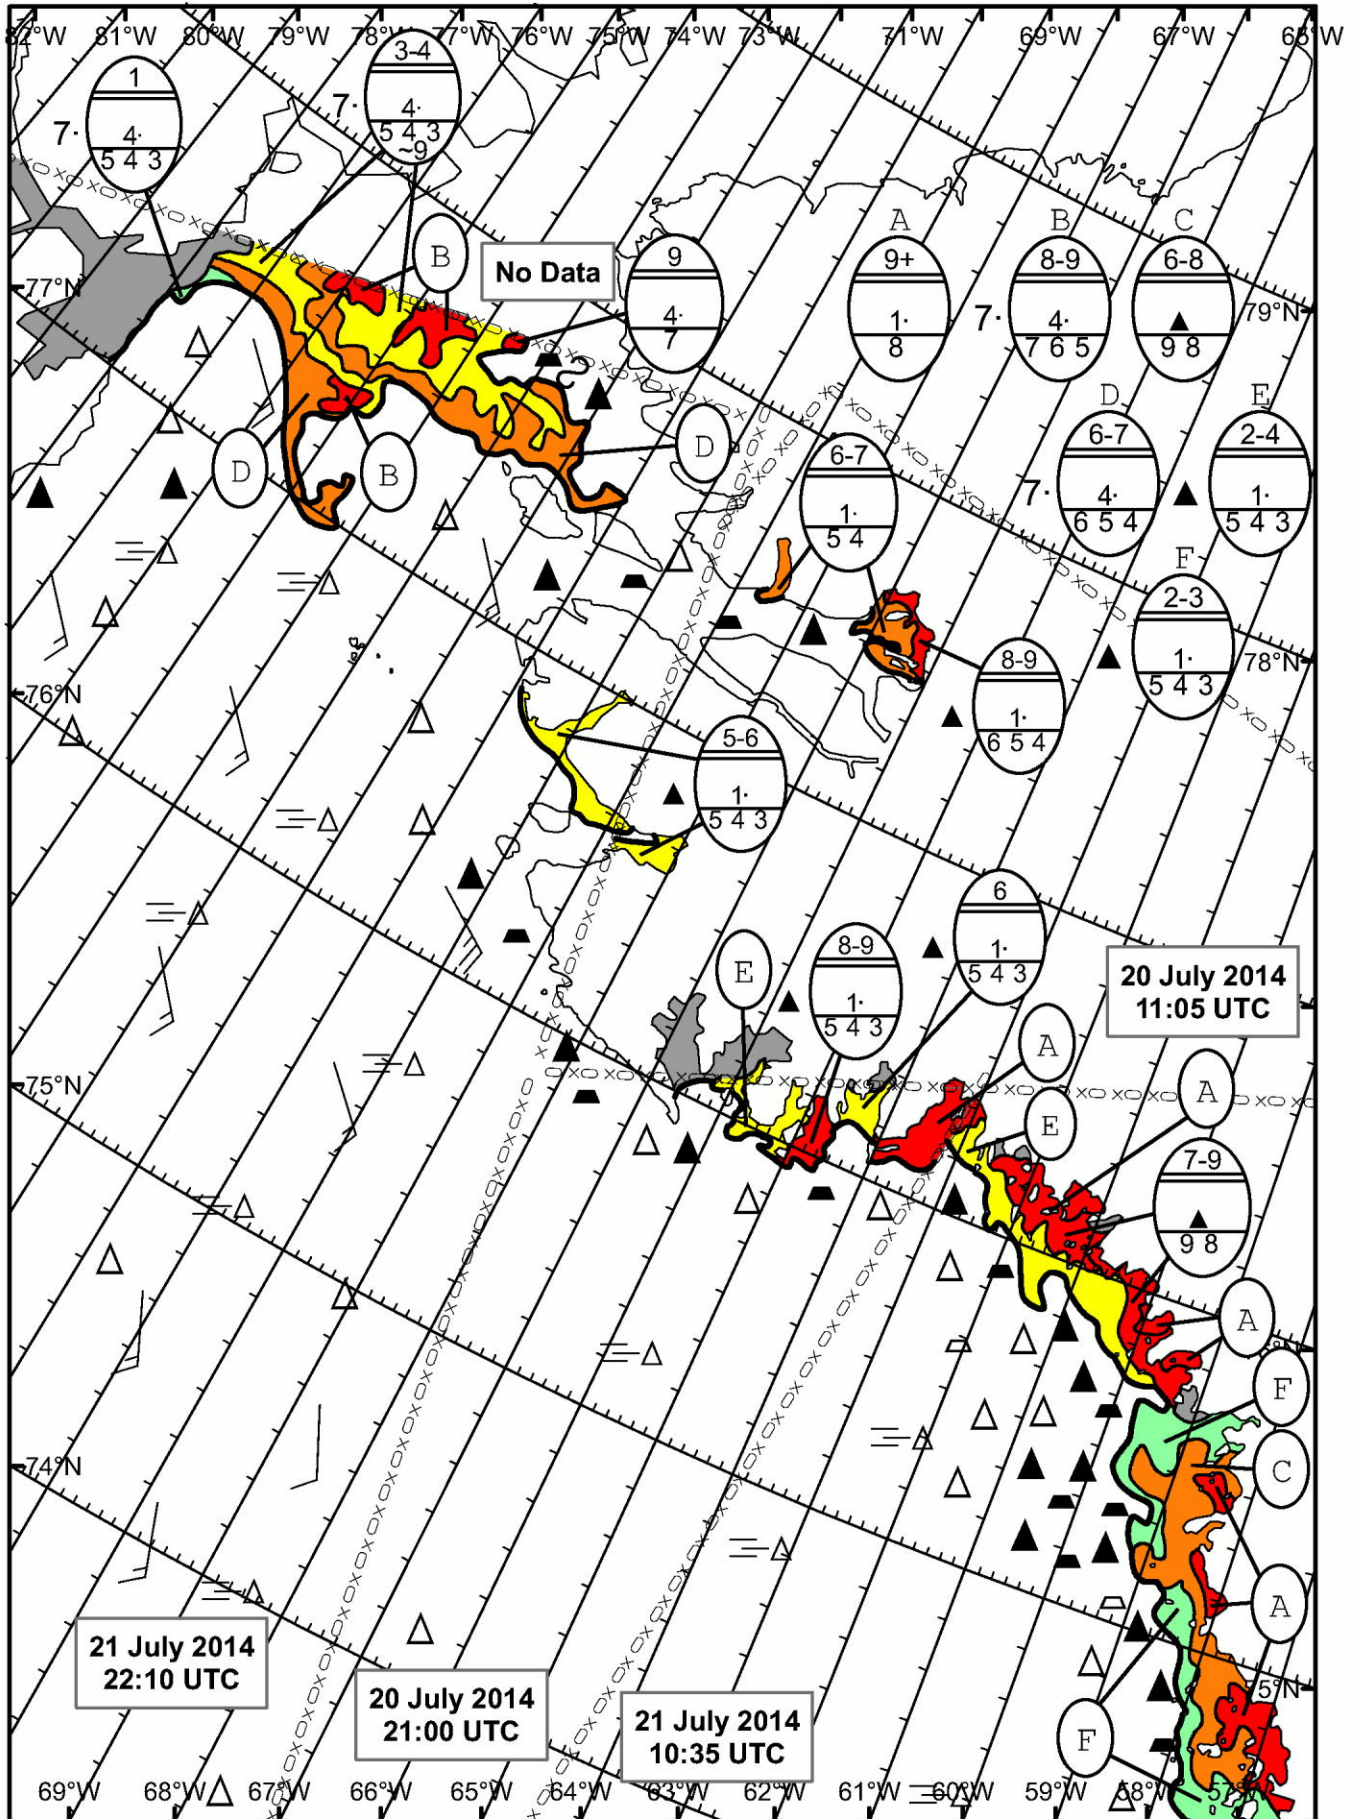 82°W 81°W 80°W 79°W 78°W 77°W 76°W 75°W 74°W 73°W 71°W 69°W 67°W 65°W
1
7·
4·
5 4 3
3-4
7·
4·
5 4 3
~9
B
No Data
9
4·
7
A
9+
1·
8
B
8-9
7·
4·
7 6 5
C
6-8
9 8
77°N
79°N
D
6-7
7·
4·
6 5 4
E
2-4
1·
5 4 3
D
B
D
6-7
1·
5 4
F
2-3
1·
5 4 3
78°N
8-9
1·
6 5 4
76°N
5-6
1·
5 4 3
6
1·
5 4 3
8-9
1·
5 4 3
E
20 July 2014
11:05 UTC
A
75°N
A
E
7-9
9 8
A
F
C
74°N
A
21 July 2014
22:10 UTC
20 July 2014
21:00 UTC
21 July 2014
10:35 UTC
5°N
F
69°W 68°W 67°W 66°W 65°W 64°W 63°W 62°W 61°W 60°W 59°W 58°W 57°W